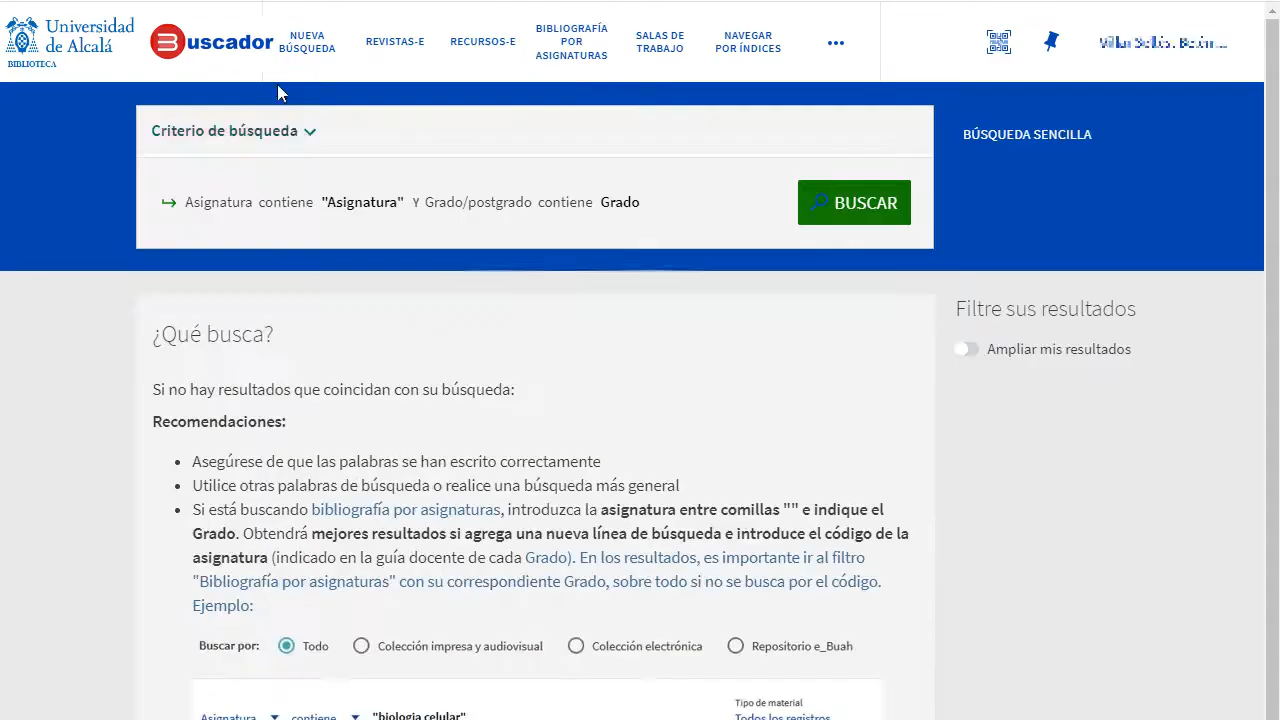 Universidad
de Alcalá
BIBLIOTECA
Buscador
NUEVA
BÚSQUEDA
REVISTAS-E
RECURSOS-E
BIBLIOGRAFÍA
POR
ASIGNATURAS
SALAS DE
TRABAJO
NAVEGAR
POR ÍNDICES
Criterio de búsqueda
BÚSQUEDA SENCILLA
Asignatura contiene "Asignatura" Y Grado/postgrado contiene Grado
BUSCAR
¿Qué busca?
Filtre sus resultados
Ampliar mis resultados
Si no hay resultados que coincidan con su búsqueda:
Recomendaciones:
• Asegúrese de que las palabras se han escrito correctamente
• Utilice otras palabras de búsqueda o realice una búsqueda más general
• Si está buscando bibliografía por asignaturas, introduzca la asignatura entre comillas "" e indique el
Grado. Obtendrá mejores resultados si agrega una nueva línea de búsqueda e introduce el código de la
asignatura (indicado en la guía docente de cada Grado). En los resultados, es importante ir al filtro
"Bibliografía por asignaturas" con su correspondiente Grado, sobre todo si no se busca por el código.
Ejemplo:
Buscar por: Todo Colección impresa y audiovisual Colección electrónica Repositorio e_Buah
Tipo de material
Asignatura contiene "biologia celular" Todos los registros